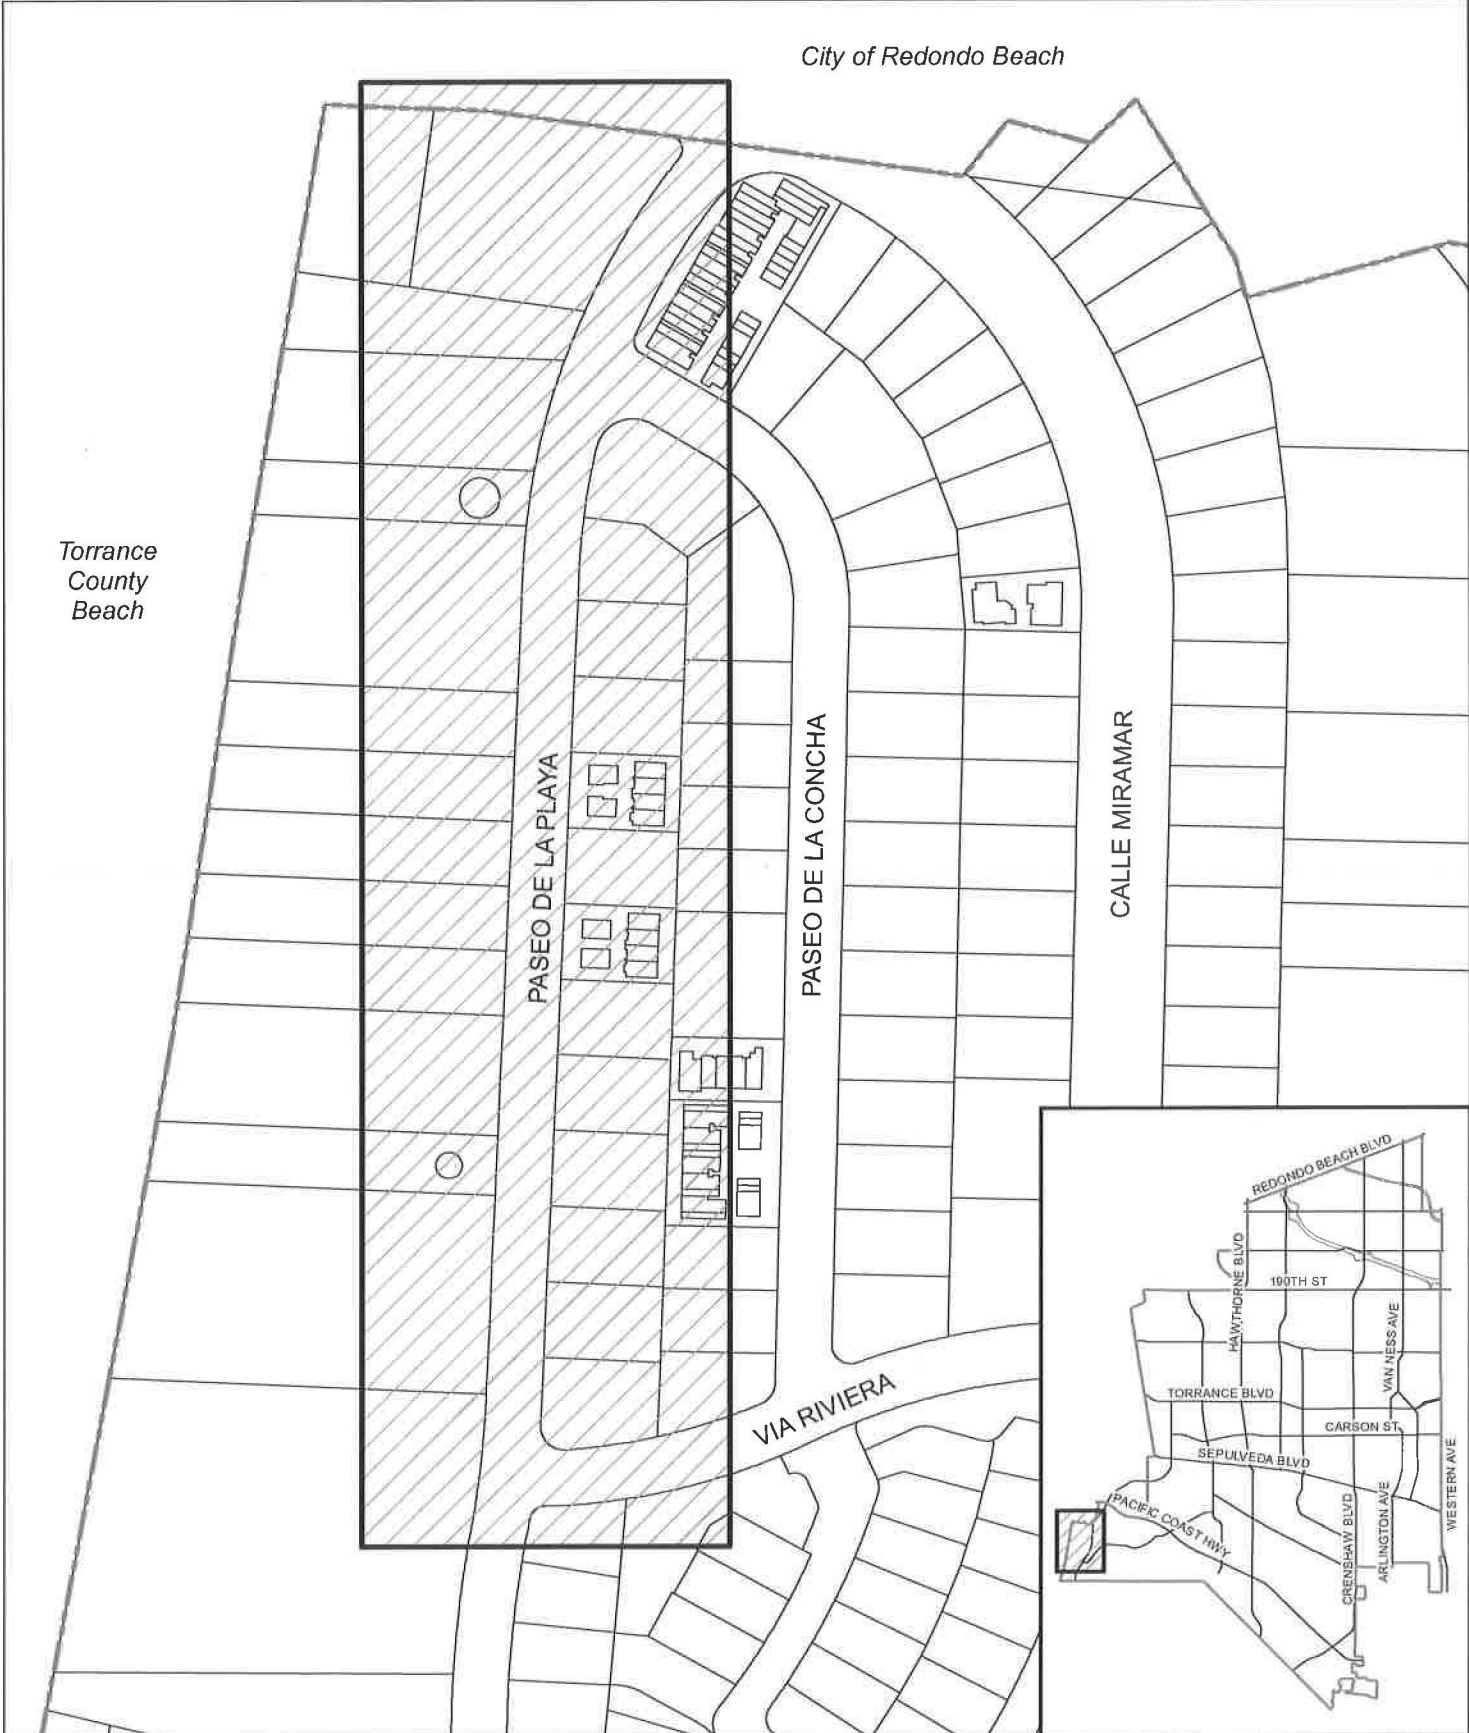 City of Redondo Beach
Torrance
County
Beach
PASEO DE LA PLAYA
PASEO DE LA CONCHA
CALLE MIRAMAR
VIA RIVIERA
REDONDO BEACH BLVD
HAWTHORNE BLVD
190TH ST
VAN NESS AVE
TORRANCE BLVD
CARSON ST
SEPULVEDA BLVD
WESTERN AVE
PACIFIC COAST HWY
CRENSHAW BLVD
ARLINGTON AVE